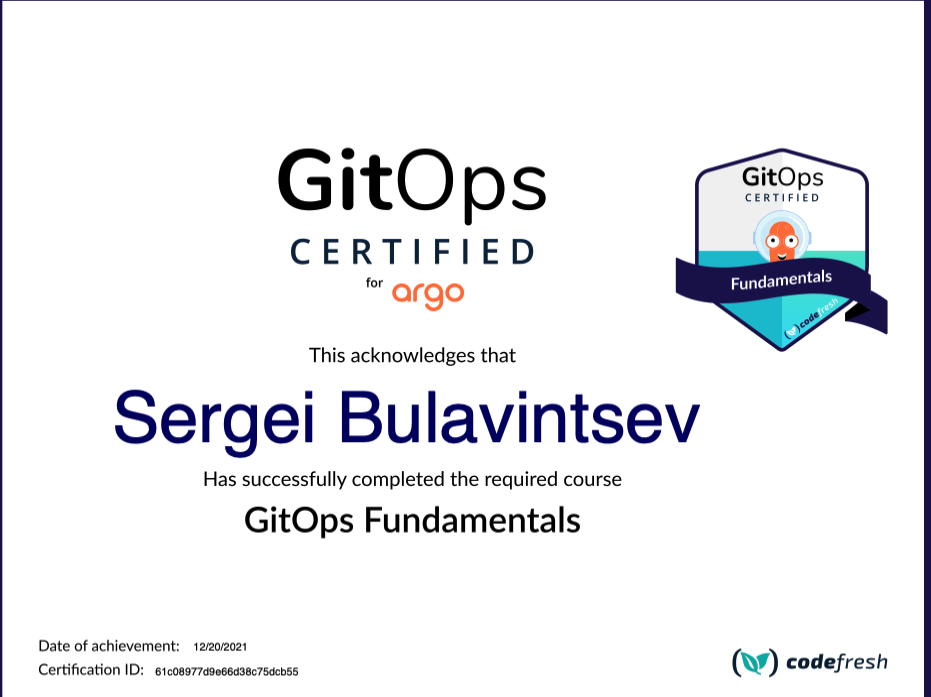 GitOps
CERTIFIED
for argo
GitOps
CERTIFIED
Fundamentals
codefresh
This acknowledges that
Sergei Bulavintsev
Has successfully completed the required course
GitOps Fundamentals
Date of achievement: 12/20/2021
Certification ID: 61c08977d9e66d38c75dcb55
codefresh